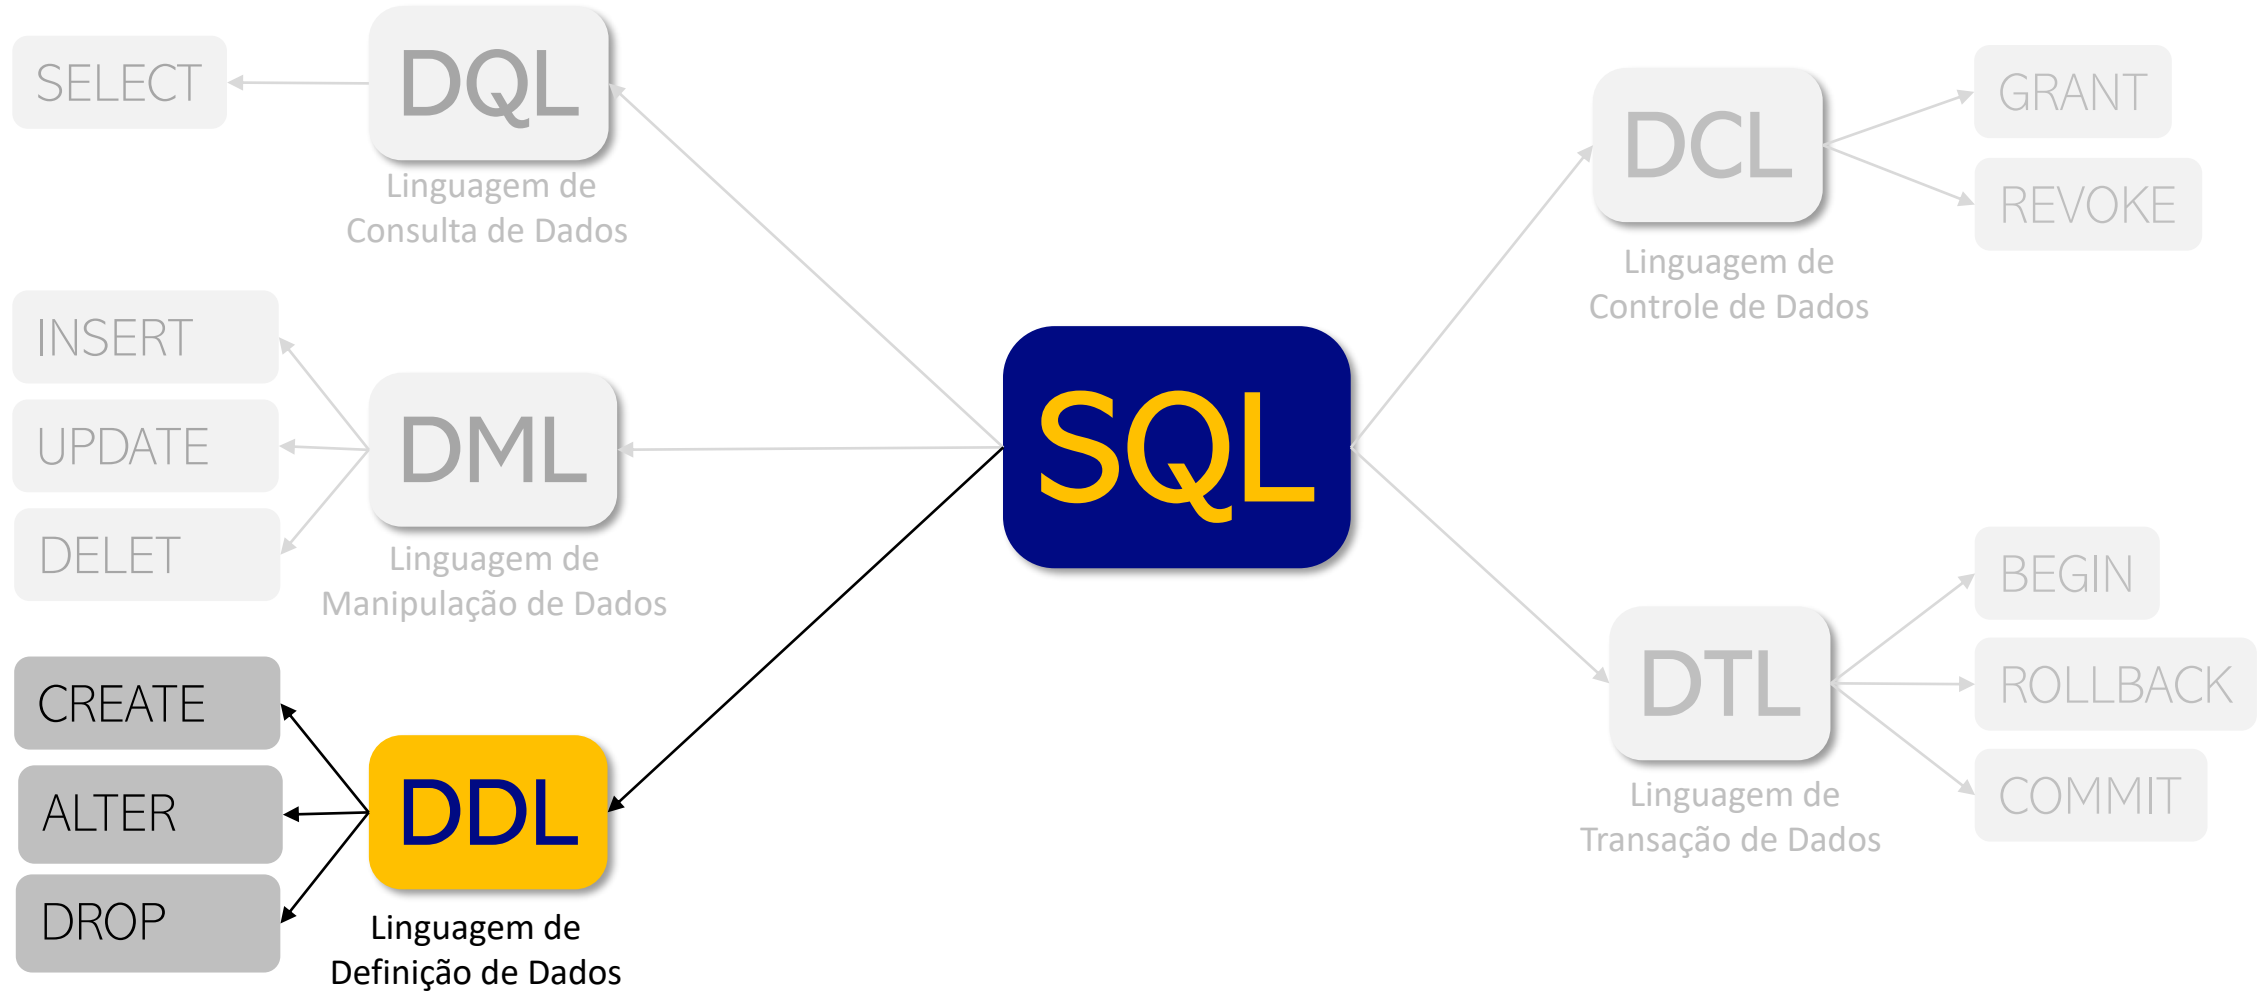 SELECT
DQL
Linguagem de
Consulta de Dados
INSERT
UPDATE
DELET
DML
Linguagem de
Manipulação de Dados
CREATE
ALTER
DROP
DDL
Linguagem de
Definição de Dados
SQL
DCL
Linguagem de
Controle de Dados
GRANT
REVOKE
DTL
Linguagem de
Transação de Dados
BEGIN
ROLLBACK
COMMIT